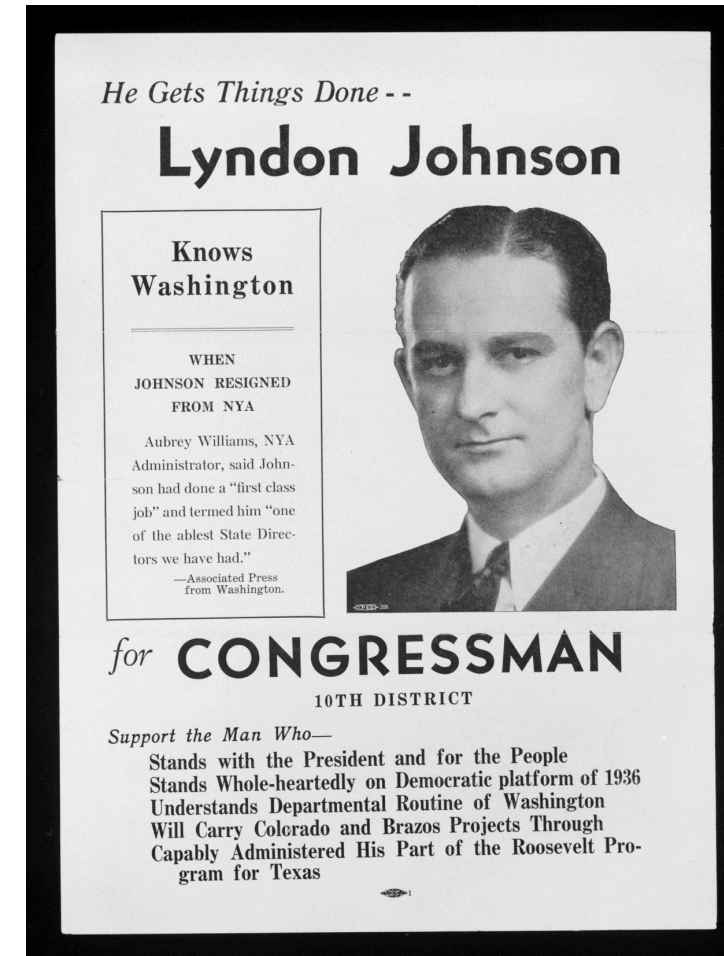 He Gets Things Done - -
Lyndon Johnson
Knows
Washington
WHEN
JOHNSON RESIGNED
FROM NYA
Aubrey Williams, NYA
Administrator, said John-
son had done a "first class
job" and termed him "one
of the ablest State Direc-
tors we have had."
—Associated Press
from Washington.
206
for CONGRESSMAN
10TH DISTRICT
Support the Man Who—
Stands with the President and for the People
Stands Whole-heartedly on Democratic platform of 1936
Understands Departmental Routine of Washington
Will Carry Colorado and Brazos Projects Through
Capably Administered His Part of the Roosevelt Pro-
gram for Texas
1